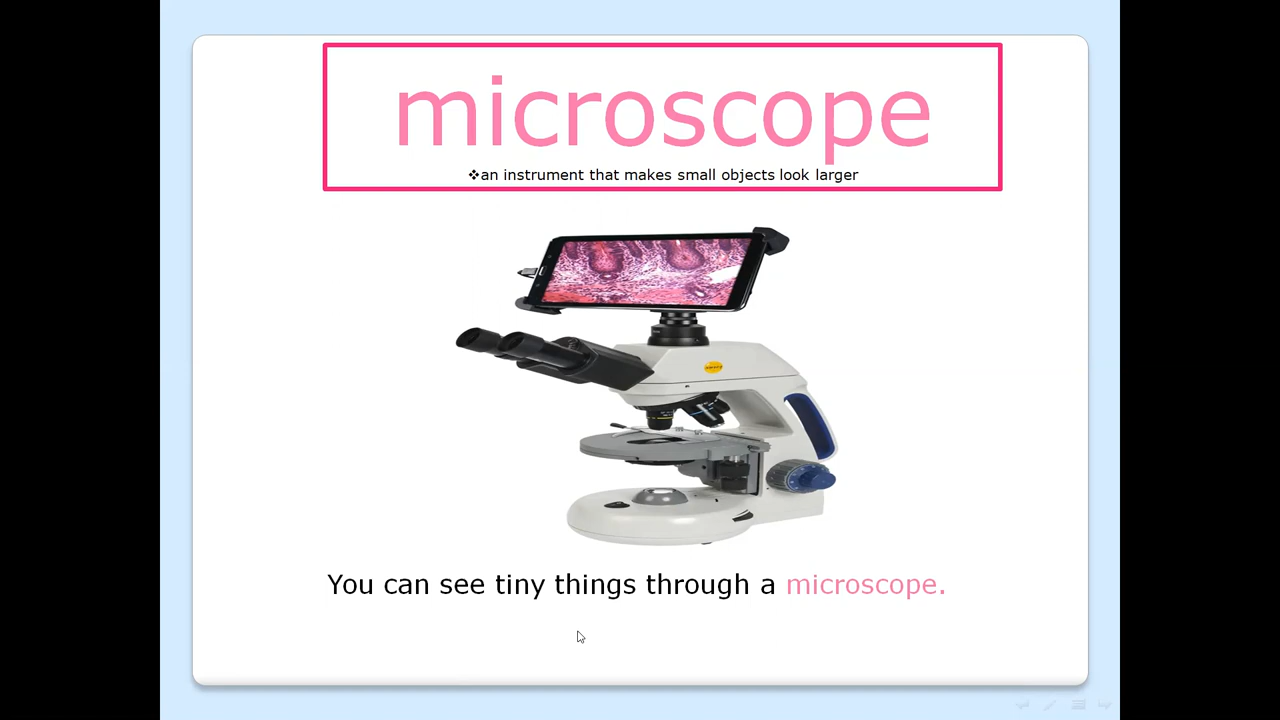 microscope
❖an instrument that makes small objects look larger
You can see tiny things through a microscope.